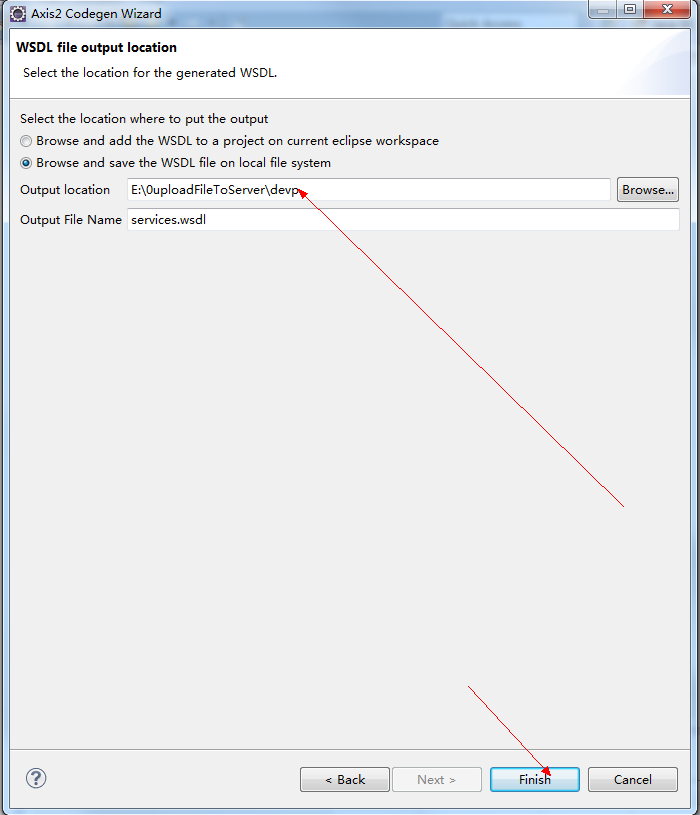 Axis2 Codegen Wizard
WSDL file output location
Select the location for the generated WSDL.
Select the location where to put the output
Browse and add the WSDL to a project on current eclipse workspace
Browse and save the WSDL file on local file system
Output location E:\0uploadFileToServer\devp Browse...
Output File Name services.wsdl
? < Back Next > Finish Cancel